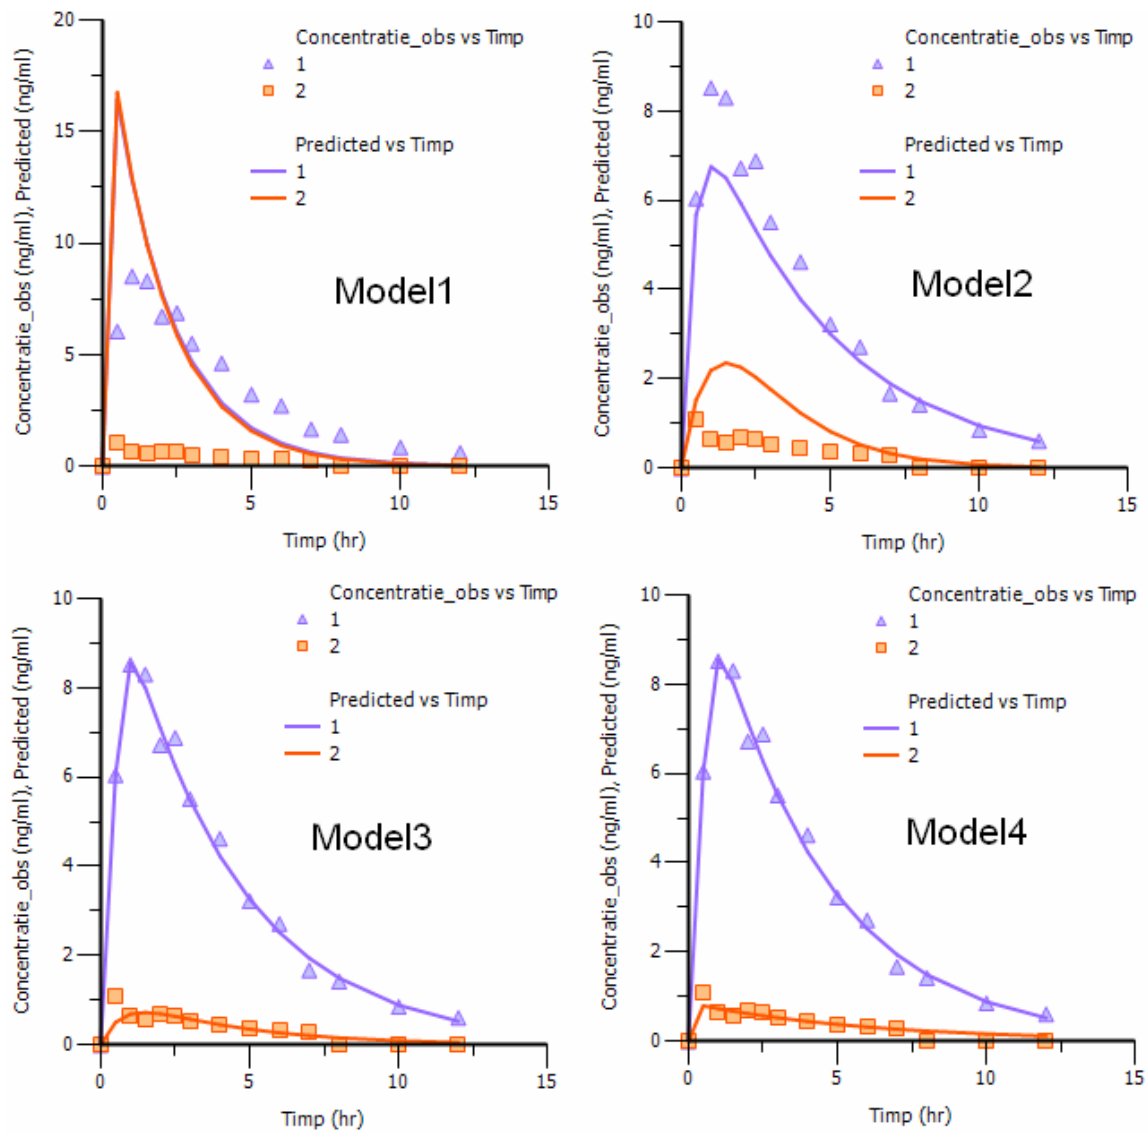 Concentratie_obs (ng/ml), Predicted (ng/ml)
20
15
10
5
0
Concentratie_obs vs Timp
1
2
Predicted vs Timp
1
2
Model1
0
5
10
15
Timp (hr)
Concentratie_obs (ng/ml), Predicted (ng/ml)
10
8
6
4
2
0
Concentratie_obs vs Timp
1
2
Predicted vs Timp
1
2
Model2
0
5
10
15
Timp (hr)
Concentratie_obs (ng/ml), Predicted (ng/ml)
10
8
6
4
2
0
Concentratie_obs vs Timp
1
2
Predicted vs Timp
1
2
Model3
0
5
10
15
Timp (hr)
Concentratie_obs (ng/ml), Predicted (ng/ml)
10
8
6
4
2
0
Concentratie_obs vs Timp
1
2
Predicted vs Timp
1
2
Model4
0
5
10
15
Timp (hr)